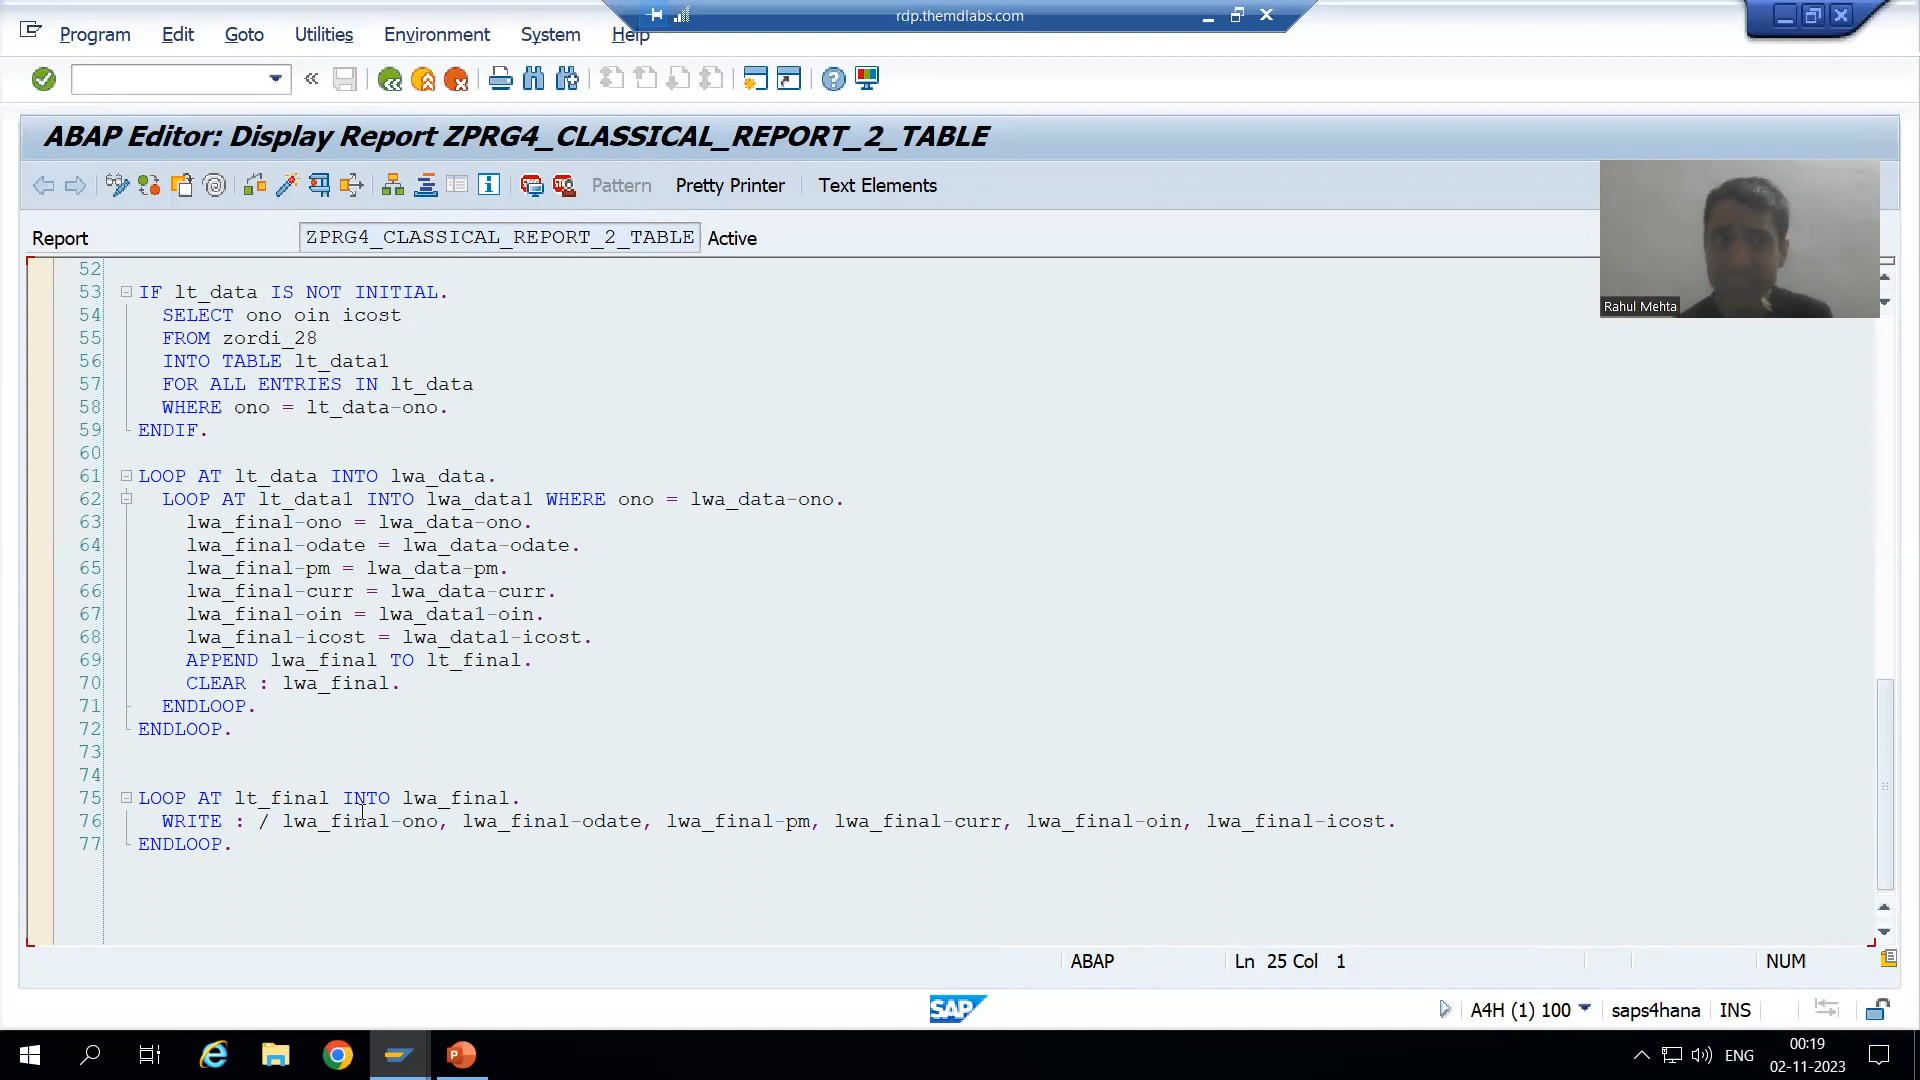 rdp.themdlabs.com
Program Edit Goto Utilities Environment System Help
ABAP Editor: Display Report ZPRG4_CLASSICAL_REPORT_2_TABLE
Pattern Pretty Printer Text Elements
Report ZPRG4_CLASSICAL_REPORT_2_TABLE Active
Rahul Mehta
52
53 IF lt_data IS NOT INITIAL.
54 SELECT ono oin icost
55 FROM zordi_28
56 INTO TABLE lt_data1
57 FOR ALL ENTRIES IN lt_data
58 WHERE ono = lt_data-ono.
59 ENDIF.
60
61 LOOP AT lt_data INTO lwa_data.
62 LOOP AT lt_data1 INTO lwa_data1 WHERE ono = lwa_data-ono.
63 lwa_final-ono = lwa_data-ono.
64 lwa_final-odate = lwa_data-odate.
65 lwa_final-pm = lwa_data-pm.
66 lwa_final-curr = lwa_data-curr.
67 lwa_final-oin = lwa_data1-oin.
68 lwa_final-icost = lwa_data1-icost.
69 APPEND lwa_final TO lt_final.
70 CLEAR : lwa_final.
71 ENDLOOP.
72 ENDLOOP.
73
74
75 LOOP AT lt_final INTO lwa_final.
76 WRITE : / lwa_final-ono, lwa_final-odate, lwa_final-pm, lwa_final-curr, lwa_final-oin, lwa_final-icost.
77 ENDLOOP.
ABAP Ln 25 Col 1 NUM
SAP A4H (1) 100 saps4hana INS
ENG 00:19
02-11-2023